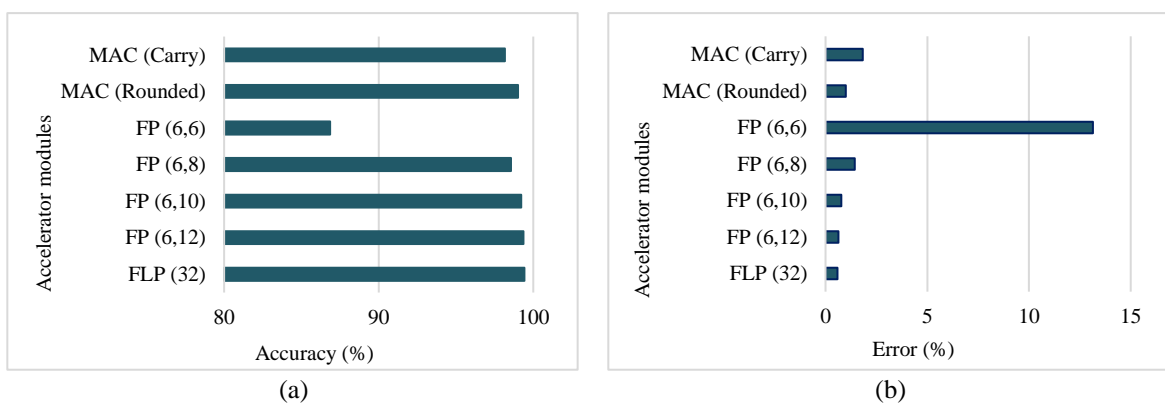 Accelerator modules
MAC (Carry)
MAC (Rounded)
FP (6,6)
FP (6,8)
FP (6,10)
FP (6,12)
FLP (32)
80
90
100
Accuracy (%)
(a)
Accelerator modules
MAC (Carry)
MAC (Rounded)
FP (6,6)
FP (6,8)
FP (6,10)
FP (6,12)
FLP (32)
0
5
10
15
Error (%)
(b)